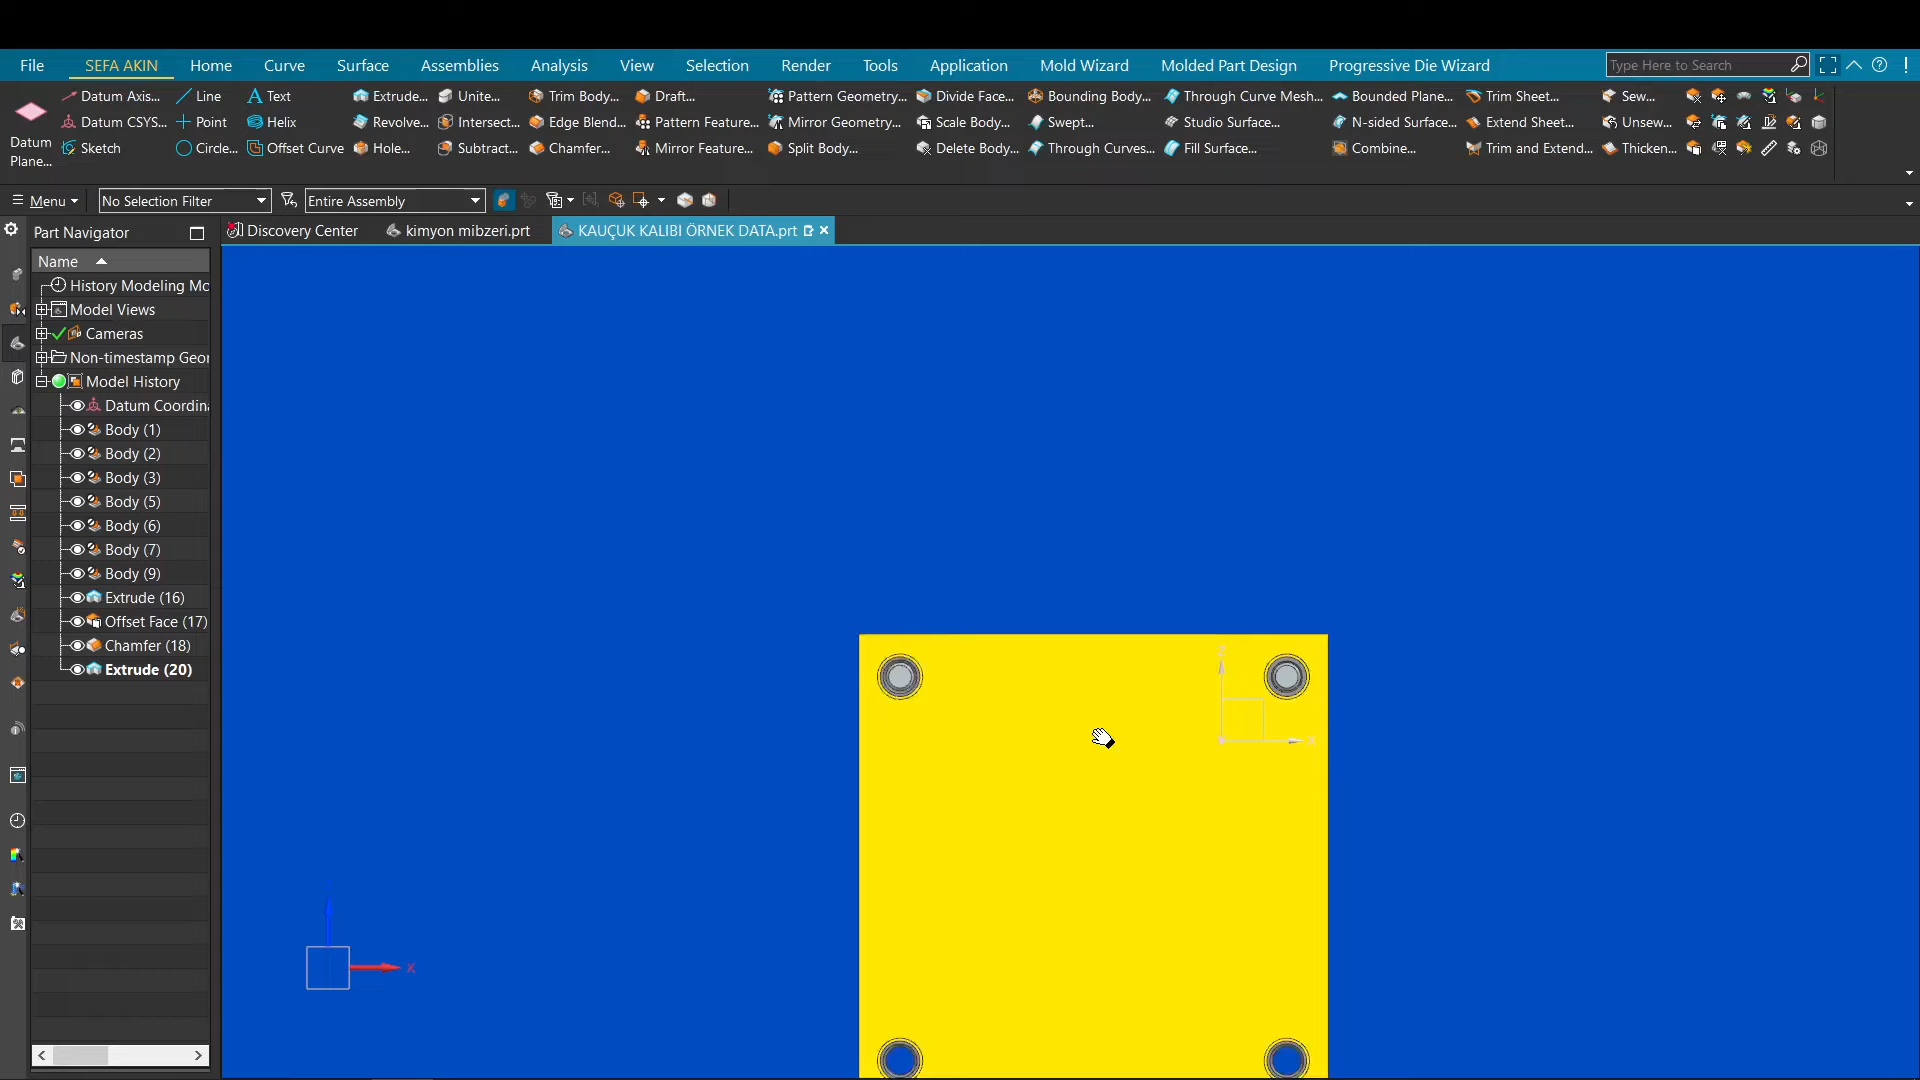 File SEFA AKIN Home Curve Surface Assemblies Analysis View Selection Render Tools Application Mold Wizard Molded Part Design Progressive Die Wizard Type Here to Search
Datum Axis... Line Text Extrude... Unite... Trim Body... Draft... Pattern Geometry... Divide Face... Bounding Body... Through Curve Mesh... Bounded Plane... Trim Sheet... Sew...
Datum CSYS... Point Helix Revolve... Intersect... Edge Blend... Pattern Feature... Mirror Geometry... Scale Body... Swept... Studio Surface... N-sided Surface... Extend Sheet... Unsew...
Datum Plane... Sketch Circle... Offset Curve Hole... Subtract... Chamfer... Mirror Feature... Split Body... Delete Body... Through Curves... Fill Surface... Combine... Trim and Extend... Thicken...
Menu No Selection Filter Entire Assembly
Part Navigator Discovery Center kimyon mibzeri.prt KAUÇUK KALIBI ÖRNEK DATA.prt
Name
History Modeling Mo
Model Views
Cameras
Non-timestamp Geor
Model History
Datum Coordina
Body (1)
Body (2)
Body (3)
Body (5)
Body (6)
Body (7)
Body (9)
Extrude (16)
Offset Face (17)
Chamfer (18)
Extrude (20)
Z
X
X